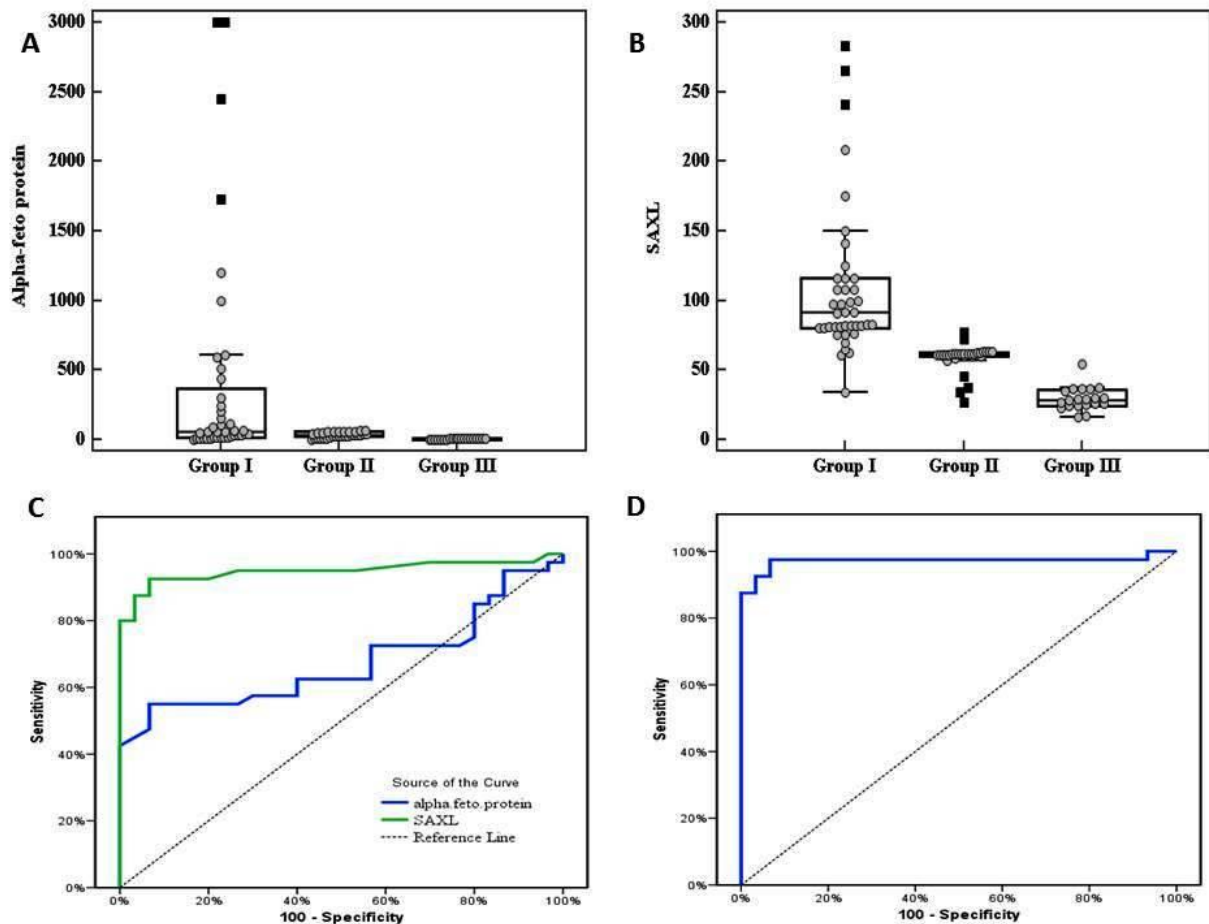 A
Alpha-feto protein
3000
2500
2000
1500
1000
500
0
Group I Group II Group III
B
SAXL
300
250
200
150
100
50
0
Group I Group II Group III
C
Sensitivity
100%
80%
60%
40%
20%
0%
0% 20% 40% 60% 80% 100%
100 - Specificity
Source of the Curve
alpha.feto.protein
SAXL
Reference Line
D
Sensitivity
100%
80%
60%
40%
20%
0%
0% 20% 40% 60% 80% 100%
100 - Specificity